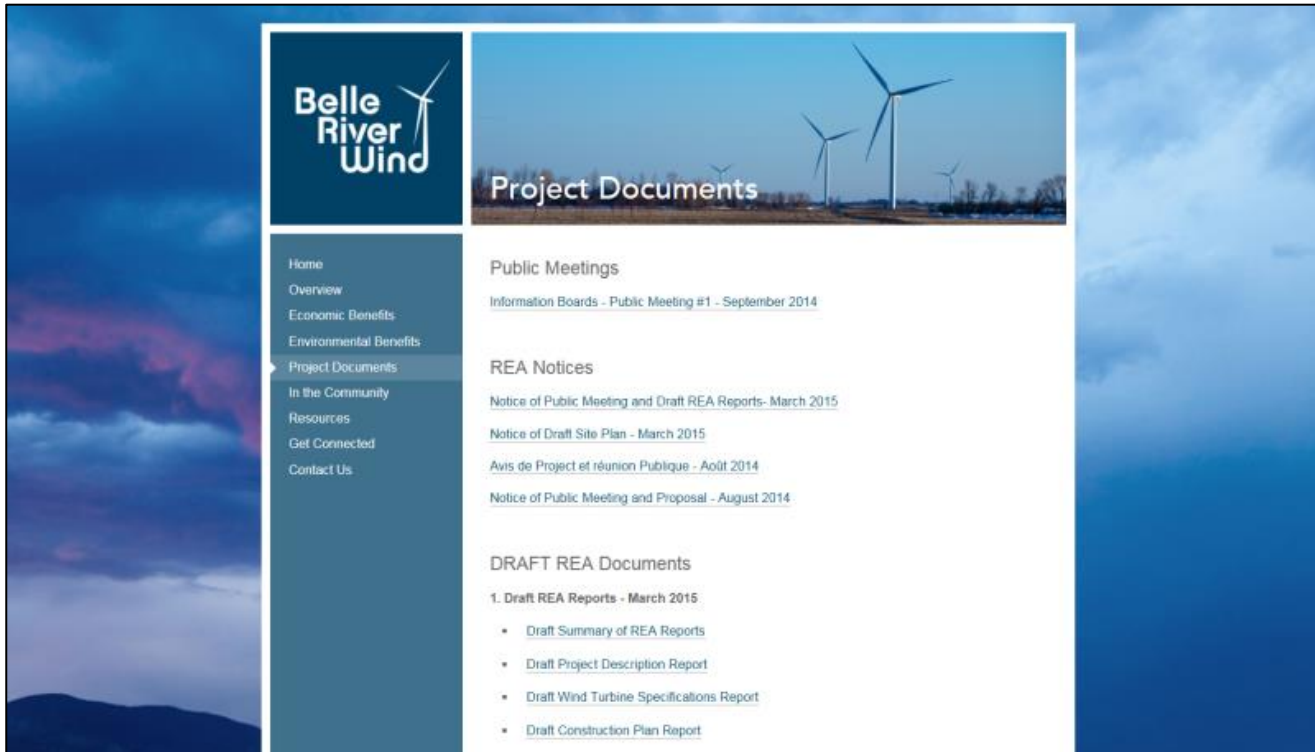 Belle
River
Wind
Project Documents
Home
Overview
Economic Benefits
Environmental Benefits
Project Documents
In the Community
Resources
Get Connected
Contact Us
Public Meetings
Information Boards - Public Meeting #1 - September 2014
REA Notices
Notice of Public Meeting and Draft REA Reports- March 2015
Notice of Draft Site Plan - March 2015
Avis de Project et réunion Publique - Août 2014
Notice of Public Meeting and Proposal - August 2014
DRAFT REA Documents
1. Draft REA Reports - March 2015
▪ Draft Summary of REA Reports
▪ Draft Project Description Report
▪ Draft Wind Turbine Specifications Report
▪ Draft Construction Plan Report